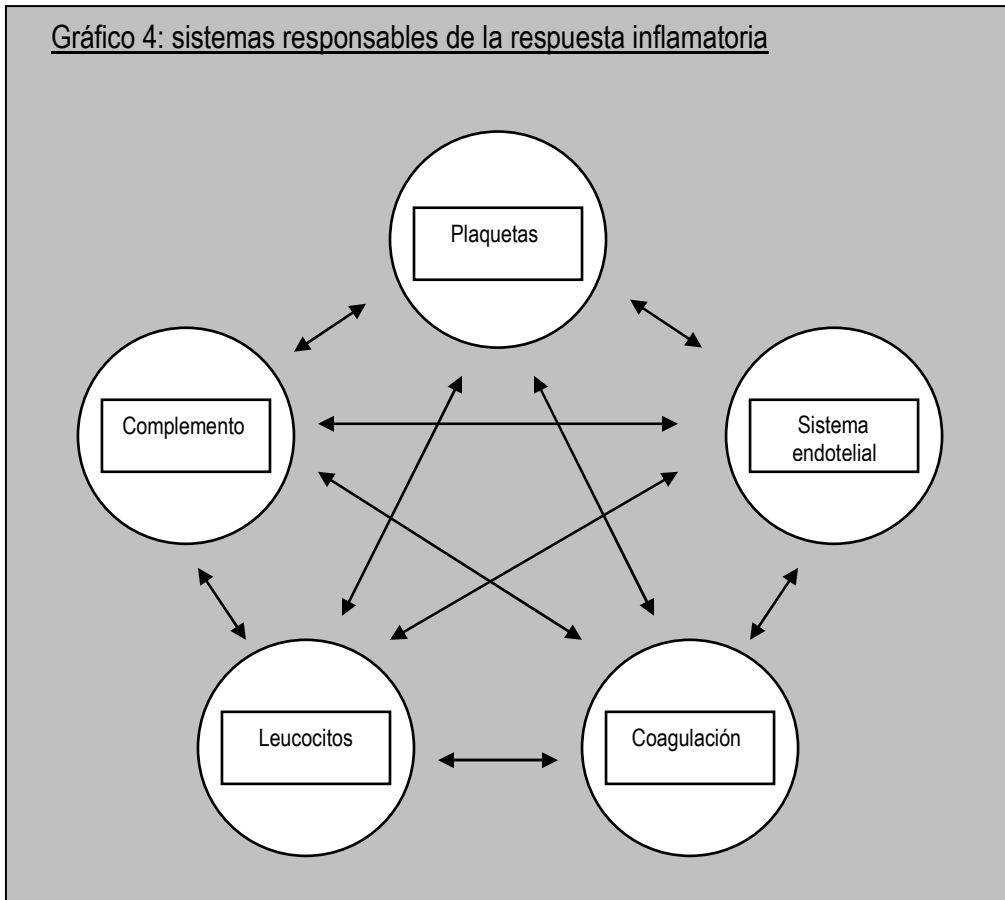 Gráfico 4: sistemas responsables de la respuesta inflamatoria
Plaquetas
Complemento
Sistema
endotelial
Leucocitos
Coagulación